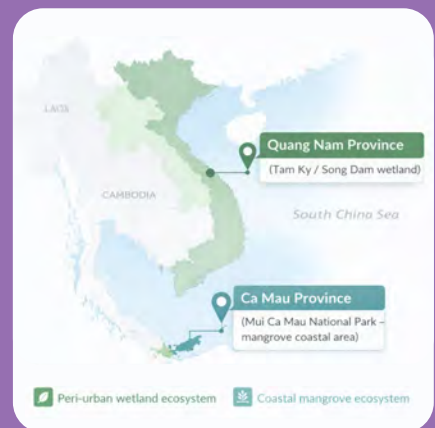 LAOS
Quang Nam Province
(Tam Ky / Song Dam wetland)
CAMBODIA
South China Sea
Ca Mau Province
(Mui Ca Mau National Park –
mangrove coastal area)
Peri-urban wetland ecosystem
Coastal mangrove ecosystem